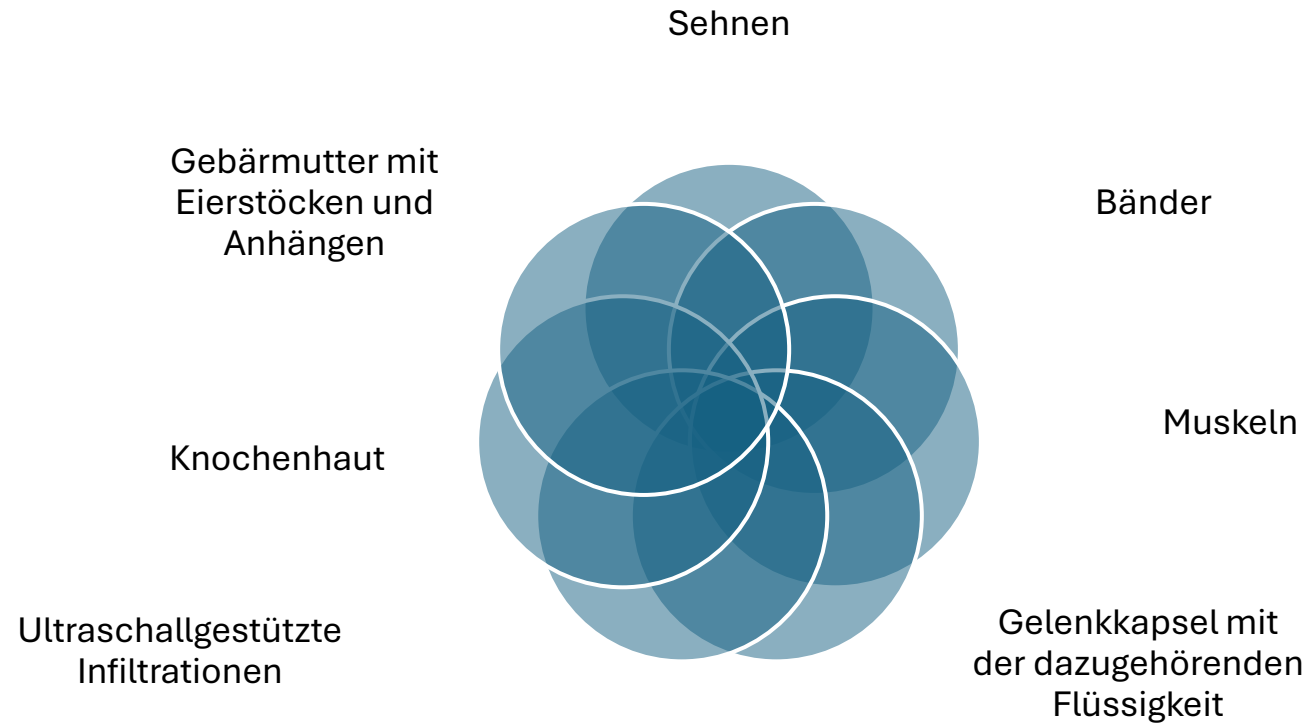 Sehnen
Gebärmutter mit
Eierstöcken und
Anhängen
Bänder
Muskeln
Knochenhaut
Gelenkkapsel mit
der dazugehörenden
Flüssigkeit
Ultraschallgestützte
Infiltrationen